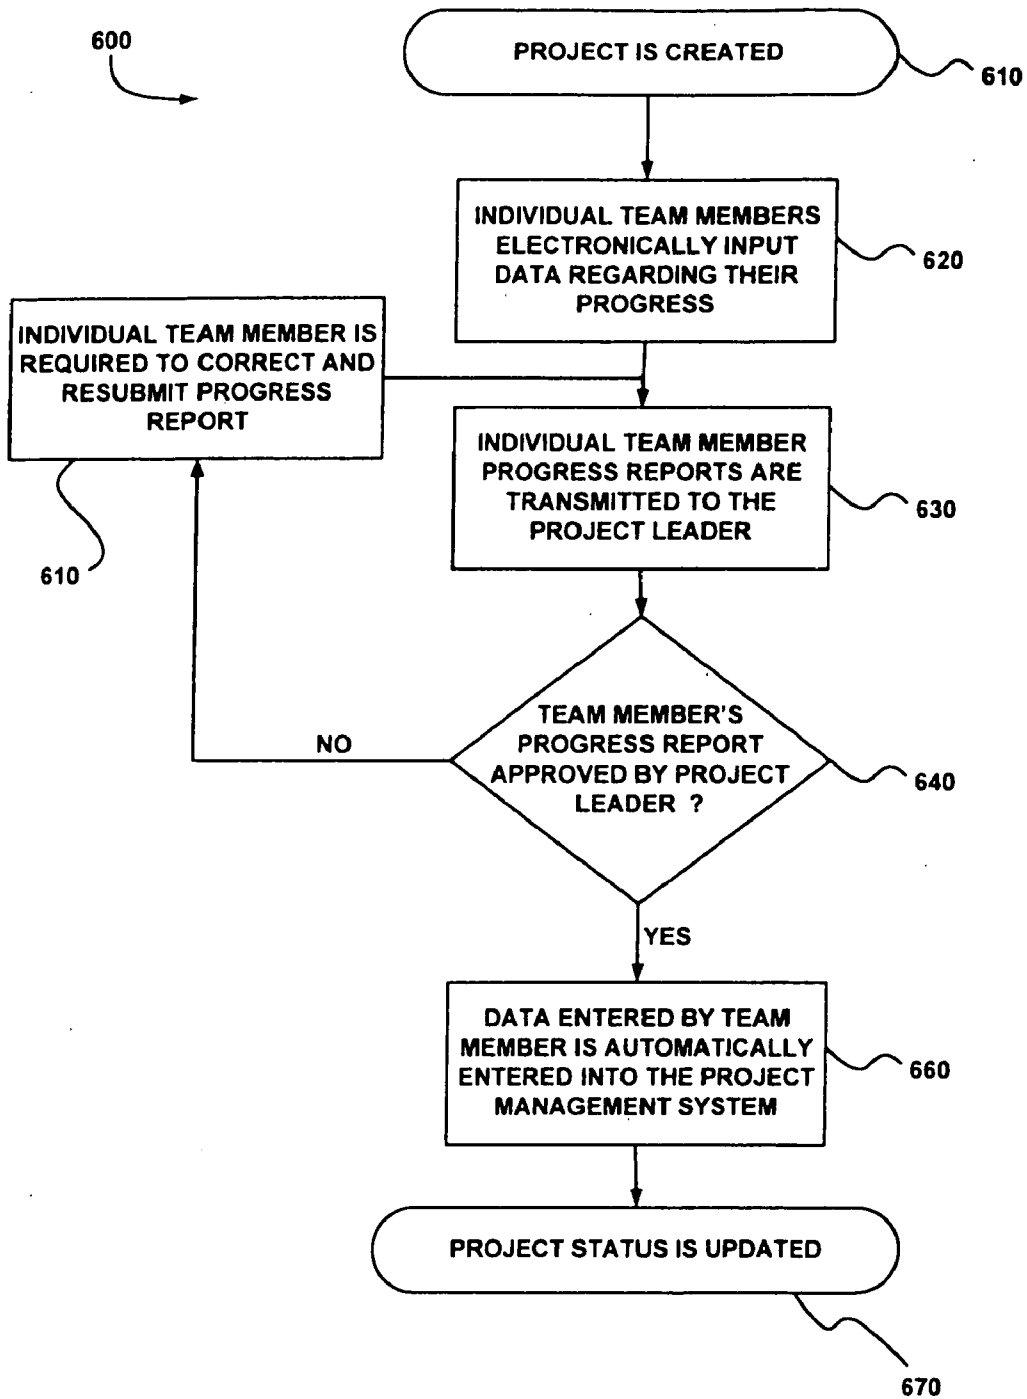 600
PROJECT IS CREATED
610
INDIVIDUAL TEAM MEMBERS
ELECTRONICALLY INPUT
DATA REGARDING THEIR
PROGRESS
620
INDIVIDUAL TEAM MEMBER IS
REQUIRED TO CORRECT AND
RESUBMIT PROGRESS
REPORT
610
INDIVIDUAL TEAM MEMBER
PROGRESS REPORTS ARE
TRANSMITTED TO THE
PROJECT LEADER
630
TEAM MEMBER'S
PROGRESS REPORT
APPROVED BY PROJECT
LEADER ?
640
NO
YES
DATA ENTERED BY TEAM
MEMBER IS AUTOMATICALLY
ENTERED INTO THE PROJECT
MANAGEMENT SYSTEM
660
PROJECT STATUS IS UPDATED
670